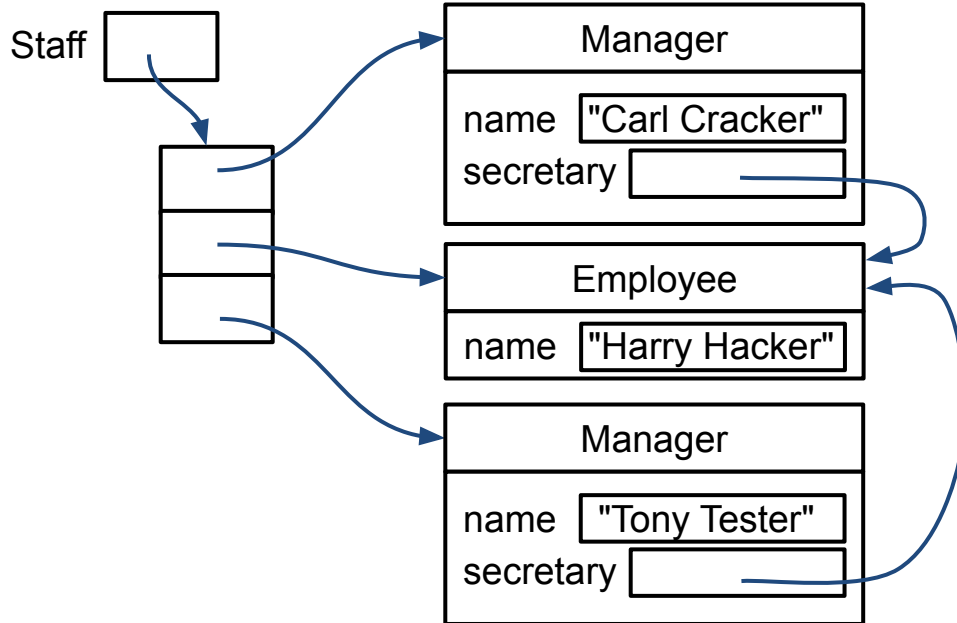 Staff
Manager
name "Carl Cracker"
secretary
Employee
name "Harry Hacker"
Manager
name "Tony Tester"
secretary